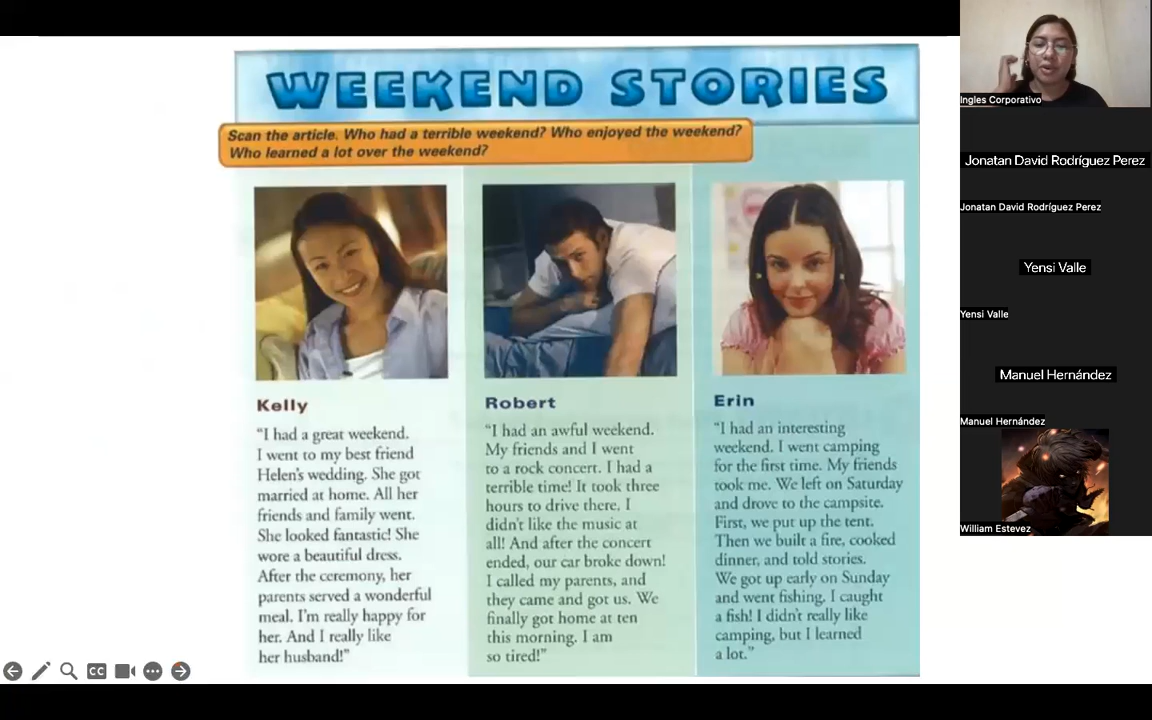 WEEKEND STORIES
Scan the article. Who had a terrible weekend? Who enjoyed the weekend?
Who learned a lot over the weekend?
Kelly
“I had a great weekend.
I went to my best friend
Helen’s wedding. She got
married at home. All her
friends and family went.
She looked fantastic! She
wore a beautiful dress.
After the ceremony, her
parents served a wonderful
meal. I’m really happy for
her. And I really like
her husband!”
Robert
“I had an awful weekend.
My friends and I went
to a rock concert. I had a
terrible time! It took three
hours to drive there. I
didn’t like the music at
all! And after the concert
ended, our car broke down!
I called my parents, and
they came and got us. We
finally got home at ten
this morning. I am
so tired!”
Erin
“I had an interesting
weekend. I went camping
for the first time. My friends
took me. We left on Saturday
and drove to the campsite.
First, we put up the tent.
Then we built a fire, cooked
dinner, and told stories.
We got up early on Sunday
and went fishing. I caught
a fish! I didn’t really like
camping, but I learned
a lot.”
CC
Ingles Corporativo
Jonatan David Rodríguez Perez
Jonatan David Rodríguez Perez
Yensi Valle
Yensi Valle
Manuel Hernández
Manuel Hernández
William Estevez